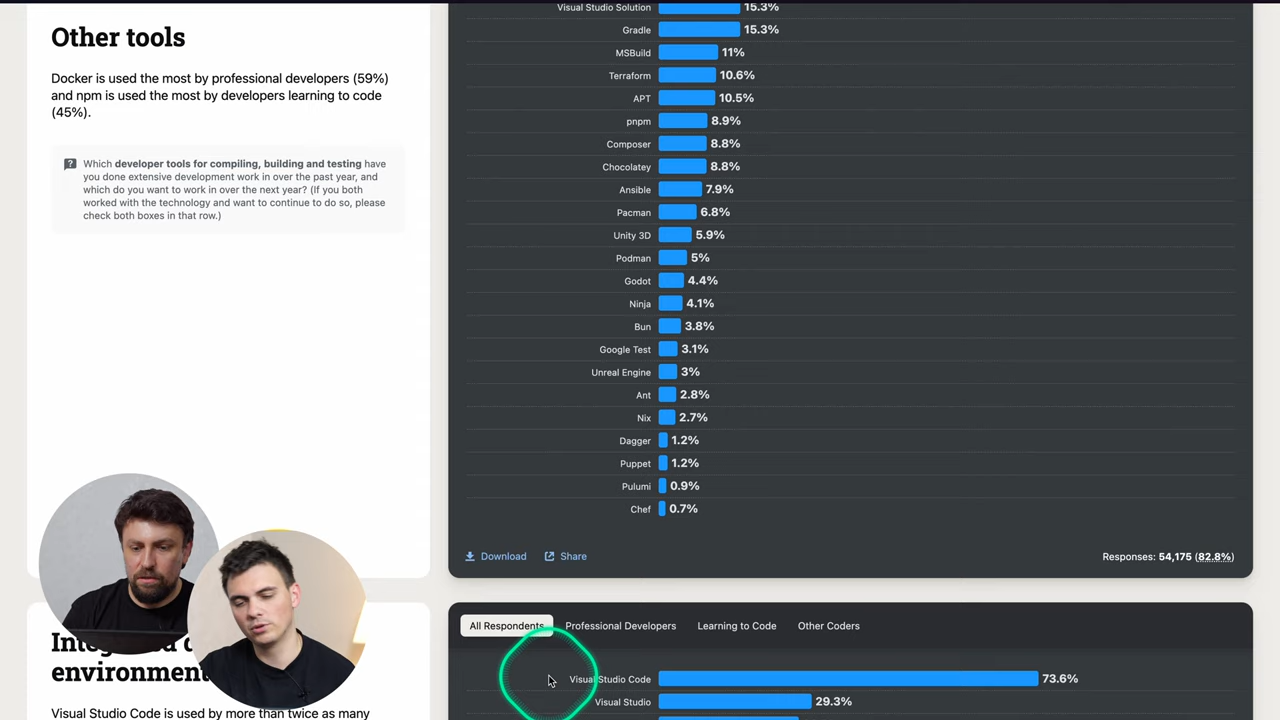 Other tools
Docker is used the most by professional developers (59%)
and npm is used the most by developers learning to code
(45%).
Which developer tools for compiling, building and testing have
you done extensive development work in over the past year, and
which do you want to work in over the next year? (If you both
worked with the technology and want to continue to do so, please
check both boxes in that row.)
Visual Studio Solution 15.3%
Gradle 15.3%
MSBuild 11%
Terraform 10.6%
APT 10.5%
pnpm 8.9%
Composer 8.8%
Chocolatey 8.8%
Ansible 7.9%
Pacman 6.8%
Unity 3D 5.9%
Podman 5%
Godot 4.4%
Ninja 4.1%
Bun 3.8%
Google Test 3.1%
Unreal Engine 3%
Ant 2.8%
Nix 2.7%
Dagger 1.2%
Puppet 1.2%
Pulumi 0.9%
Chef 0.7%
Download Share Responses: 54,175 (82.8%)
environment
Visual Studio Code is used by more than twice as many
All Respondents Professional Developers Learning to Code Other Coders
Visual Studio Code 73.6%
Visual Studio 29.3%